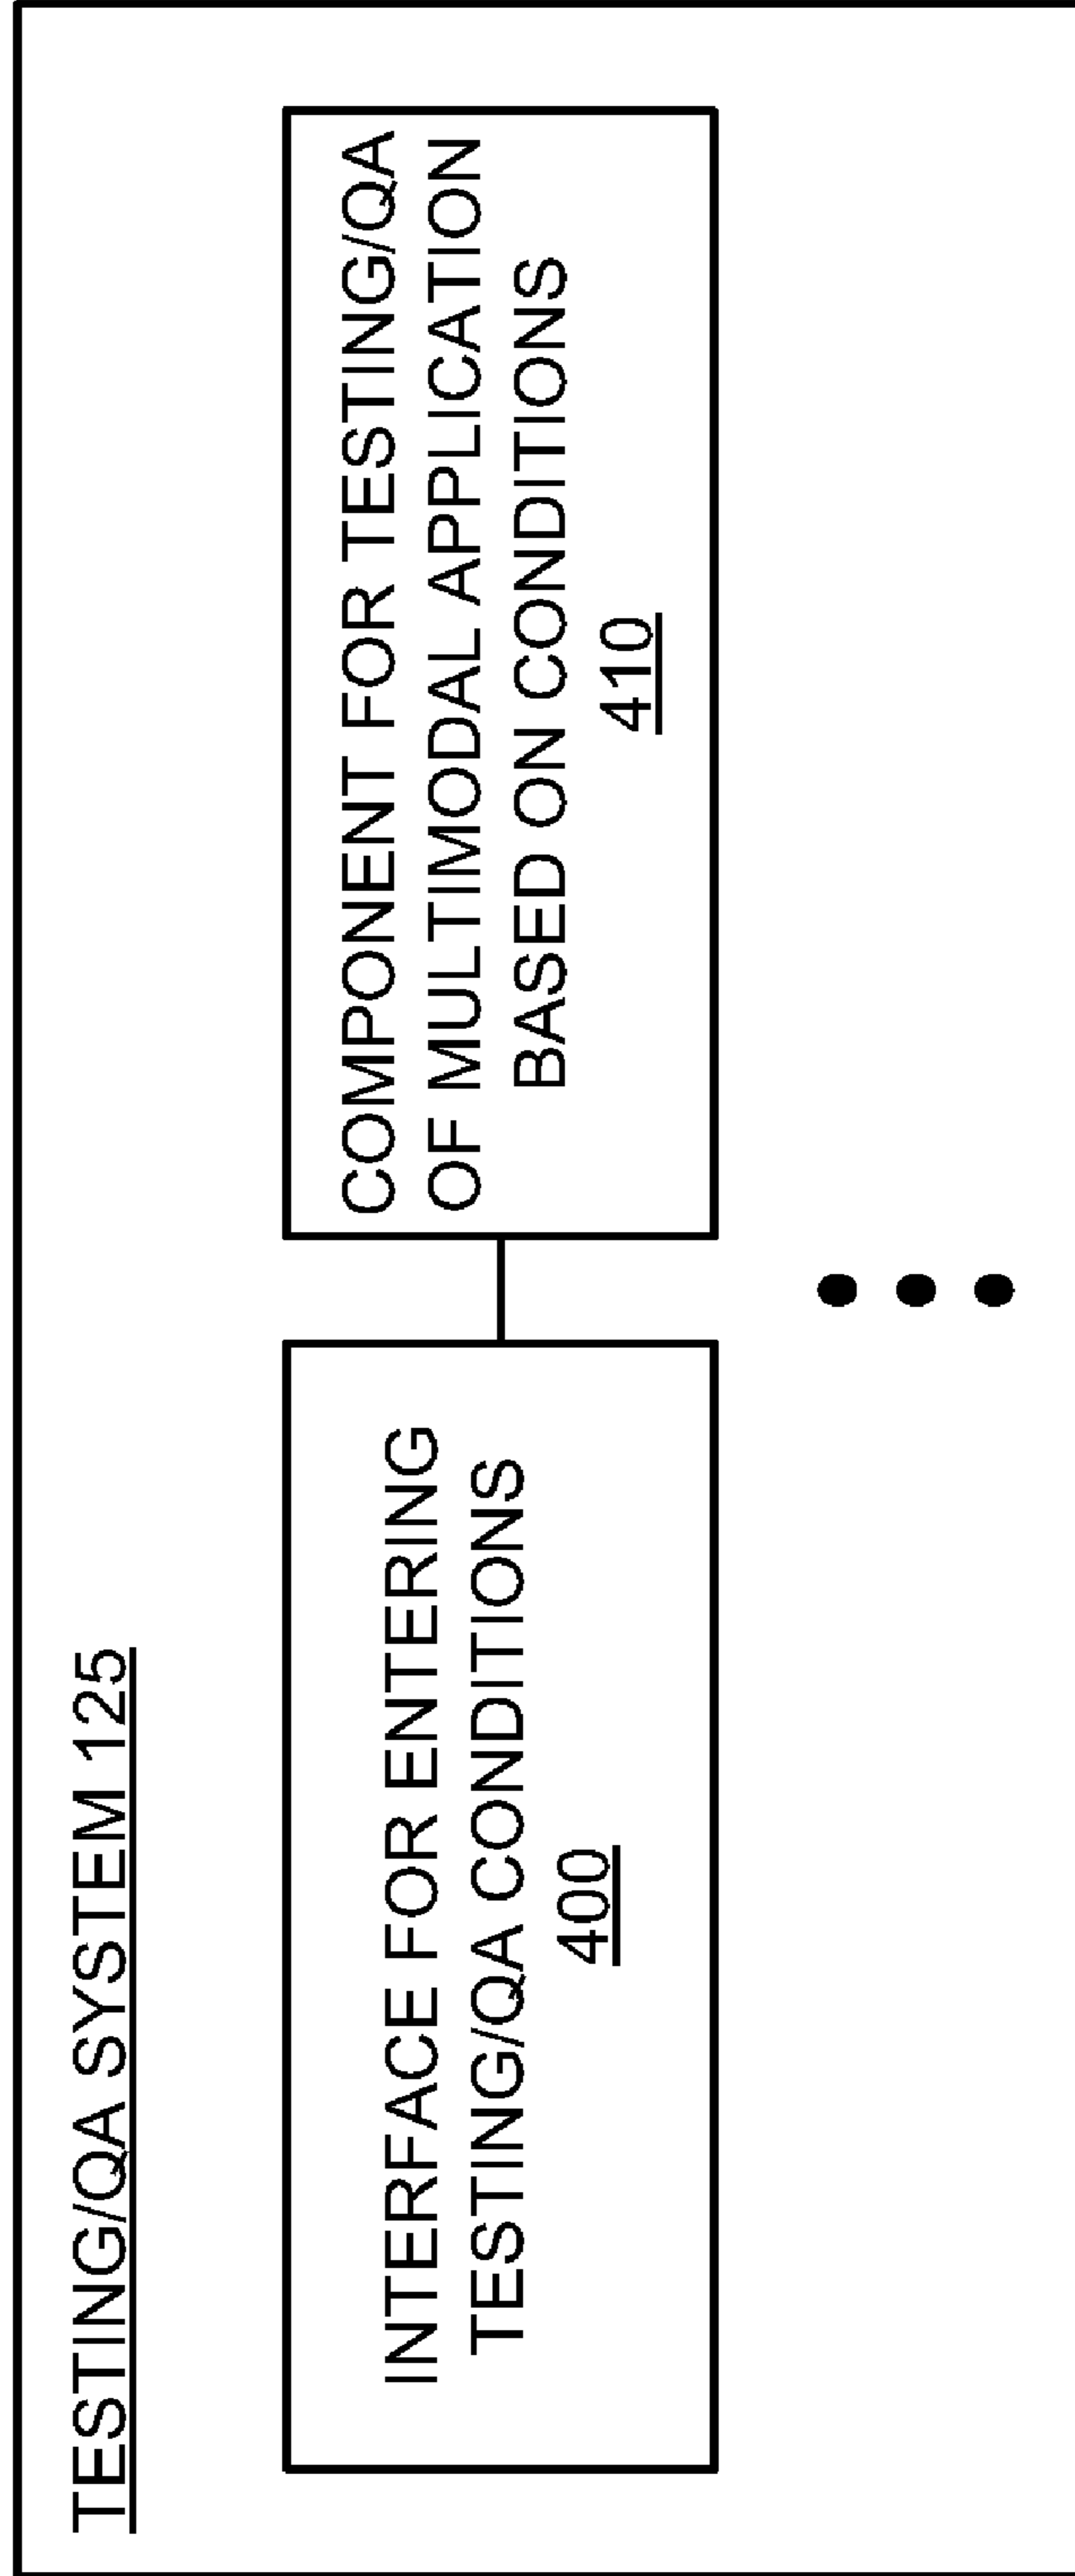 TESTING/QA SYSTEM 125
INTERFACE FOR ENTERING
TESTING/QA CONDITIONS
400
COMPONENT FOR TESTING/QA
OF MULTIMODAL APPLICATION
BASED ON CONDITIONS
410